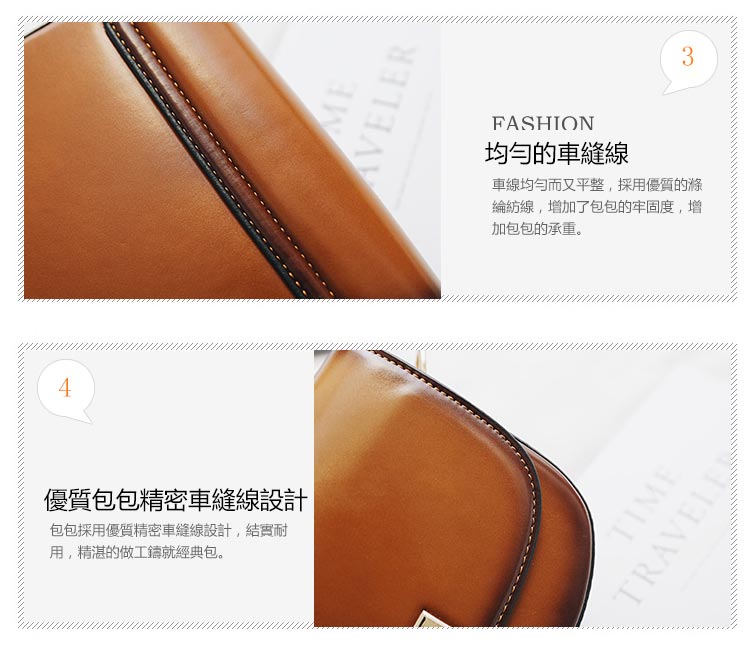 3
FASHION
均勻的車縫線
車線均勻而又平整，採用優質的滌
綸紡線，增加了包包的牢固度，增
加包包的承重。
TIME
TRAVELER
4
優質包包精密車縫線設計
包包採用優質精密車縫線設計，結實耐
用，精湛的做工鑄就經典包。
TIME
TRAVELER